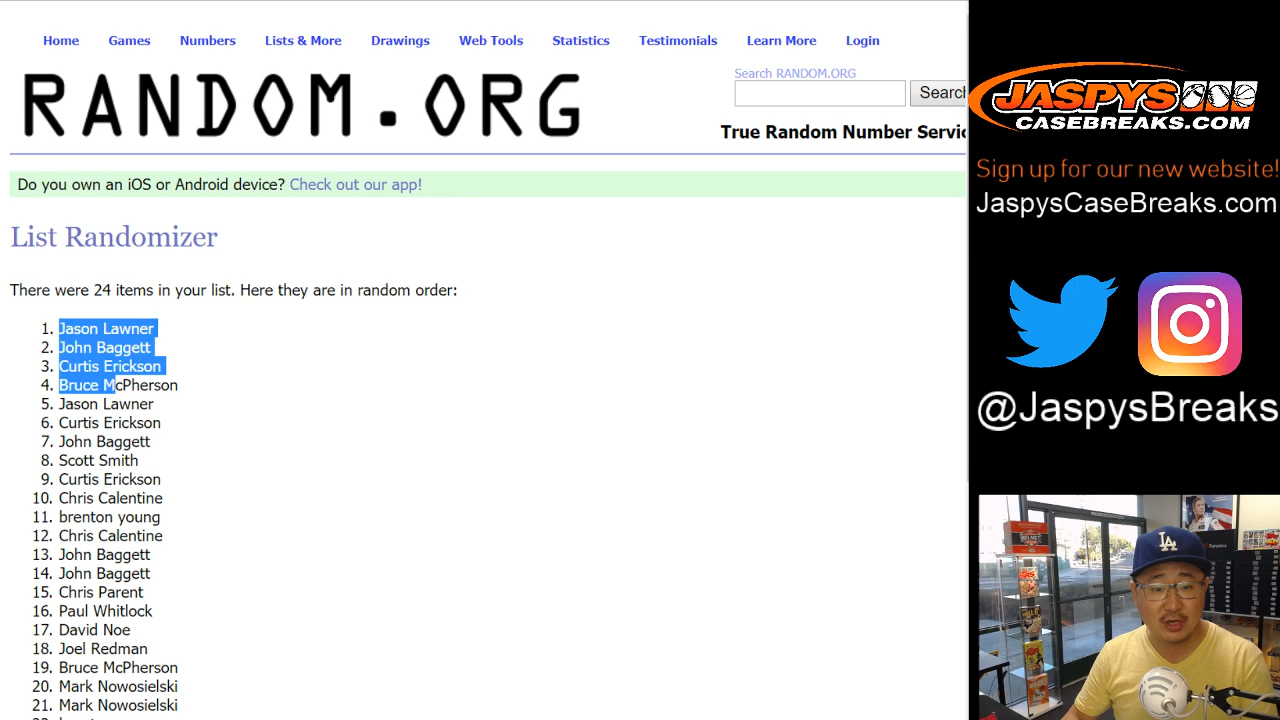 Home Games Numbers Lists & More Drawings Web Tools Statistics Testimonials Learn More Login
RANDOM.ORG
Search RANDOM.ORG
Search
True Random Number
Do you own an iOS or Android device? Check out our app!
List Randomizer
There were 24 items in your list. Here they are in random order:
1. Jason Lawner
2. John Baggett
3. Curtis Erickson
4. Bruce McPherson
5. Jason Lawner
6. Curtis Erickson
7. John Baggett
8. Scott Smith
9. Curtis Erickson
10. Chris Calentine
11. brenton young
12. Chris Calentine
13. John Baggett
14. John Baggett
15. Chris Parent
16. Paul Whitlock
17. David Noe
18. Joel Redman
19. Bruce McPherson
20. Mark Nowosielski
21. Mark Nowosielski
JASPYS
CASEBREAKS.COM
Sign up for our new website!
JaspysCaseBreaks.com
@JaspysBreaks
HELMET
LA
Fanatics